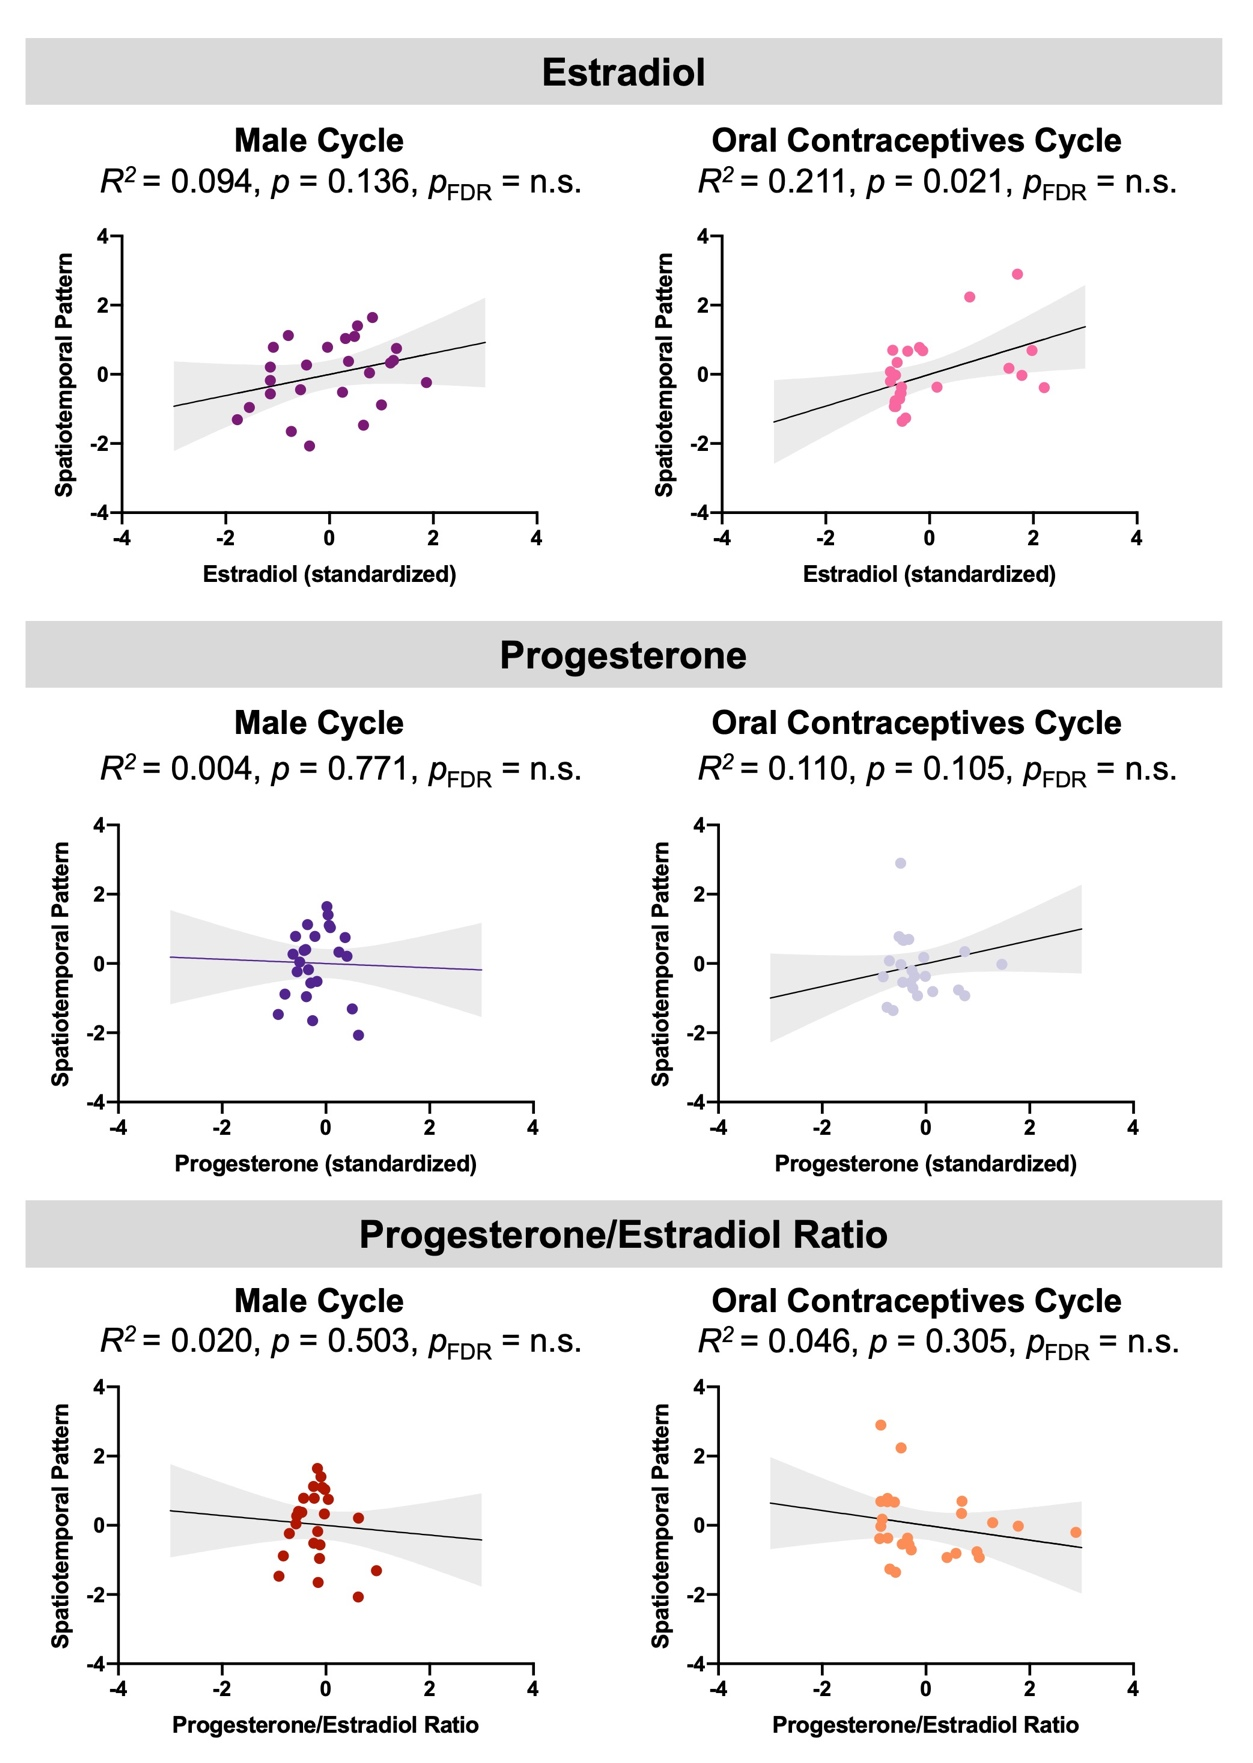 Estradiol
Male Cycle
R² = 0.094, p = 0.136, pFDR = n.s.
4
2
0
-2
-4
-4 -2 0 2 4
Spatiotemporal Pattern
Estradiol (standardized)
Oral Contraceptives Cycle
R² = 0.211, p = 0.021, pFDR = n.s.
4
2
0
-2
-4
-4 -2 0 2 4
Spatiotemporal Pattern
Estradiol (standardized)
Progesterone
Male Cycle
R² = 0.004, p = 0.771, pFDR = n.s.
4
2
0
-2
-4
-4 -2 0 2 4
Spatiotemporal Pattern
Progesterone (standardized)
Oral Contraceptives Cycle
R² = 0.110, p = 0.105, pFDR = n.s.
4
2
0
-2
-4
-4 -2 0 2 4
Spatiotemporal Pattern
Progesterone (standardized)
Progesterone/Estradiol Ratio
Male Cycle
R² = 0.020, p = 0.503, pFDR = n.s.
4
2
0
-2
-4
-4 -2 0 2 4
Spatiotemporal Pattern
Progesterone/Estradiol Ratio
Oral Contraceptives Cycle
R² = 0.046, p = 0.305, pFDR = n.s.
4
2
0
-2
-4
-4 -2 0 2 4
Spatiotemporal Pattern
Progesterone/Estradiol Ratio